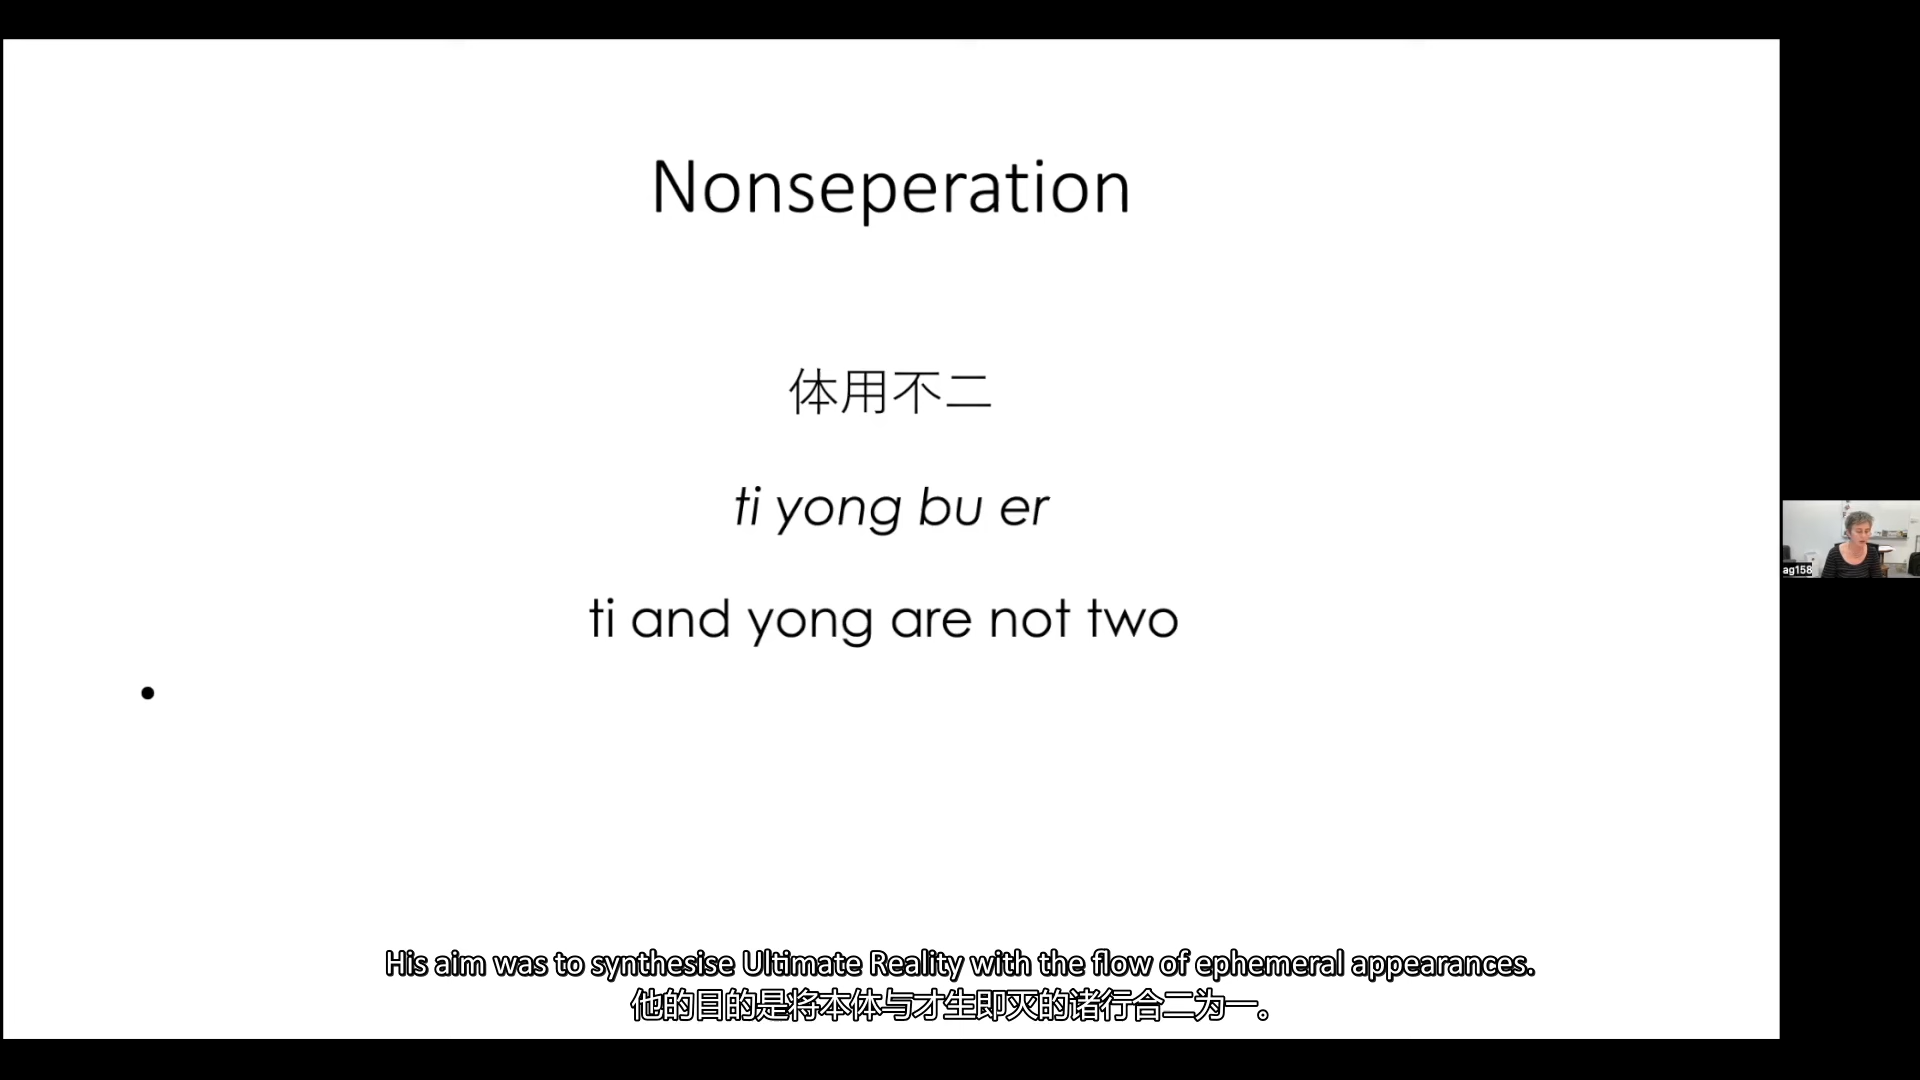 Nonseperation
体用不二
ti yong bu er
ti and yong are not two
•
ag158
His aim was to synthesise Ultimate Reality with the flow of ephemeral appearances.
他的目的是将本体与才生即灭的诸行合二为一。